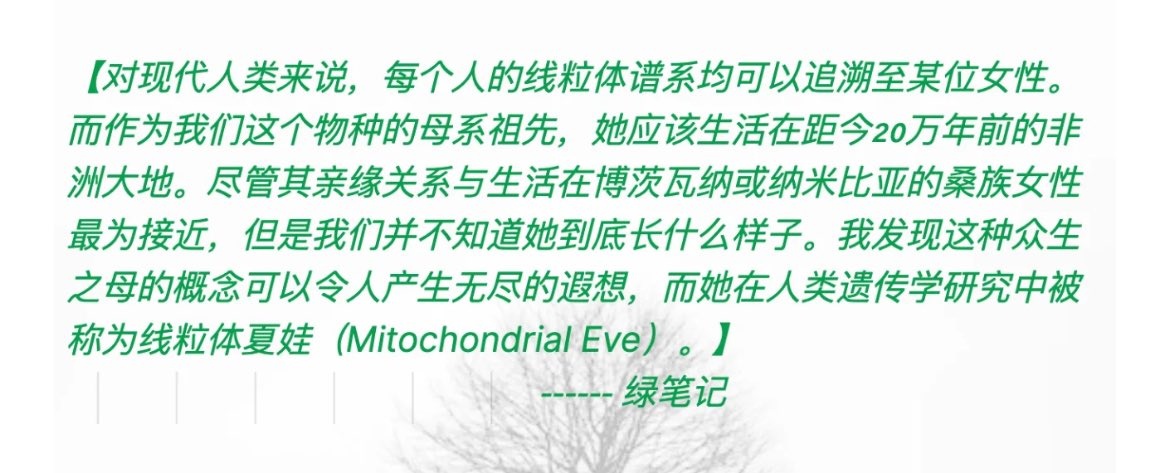 【对现代人类来说，每个人的线粒体谱系均可以追溯至某位女性。
而作为我们这个物种的母系祖先，她应该生活在距今20万年前的非
洲大地。尽管其亲缘关系与生活在博茨瓦纳或纳米比亚的桑族女性
最为接近，但是我们并不知道她到底长什么样子。我发现这种众生
之母的概念可以令人产生无尽的遐想，而她在人类遗传学研究中被
称为线粒体夏娃（Mitochondrial Eve）。】
------ 绿笔记